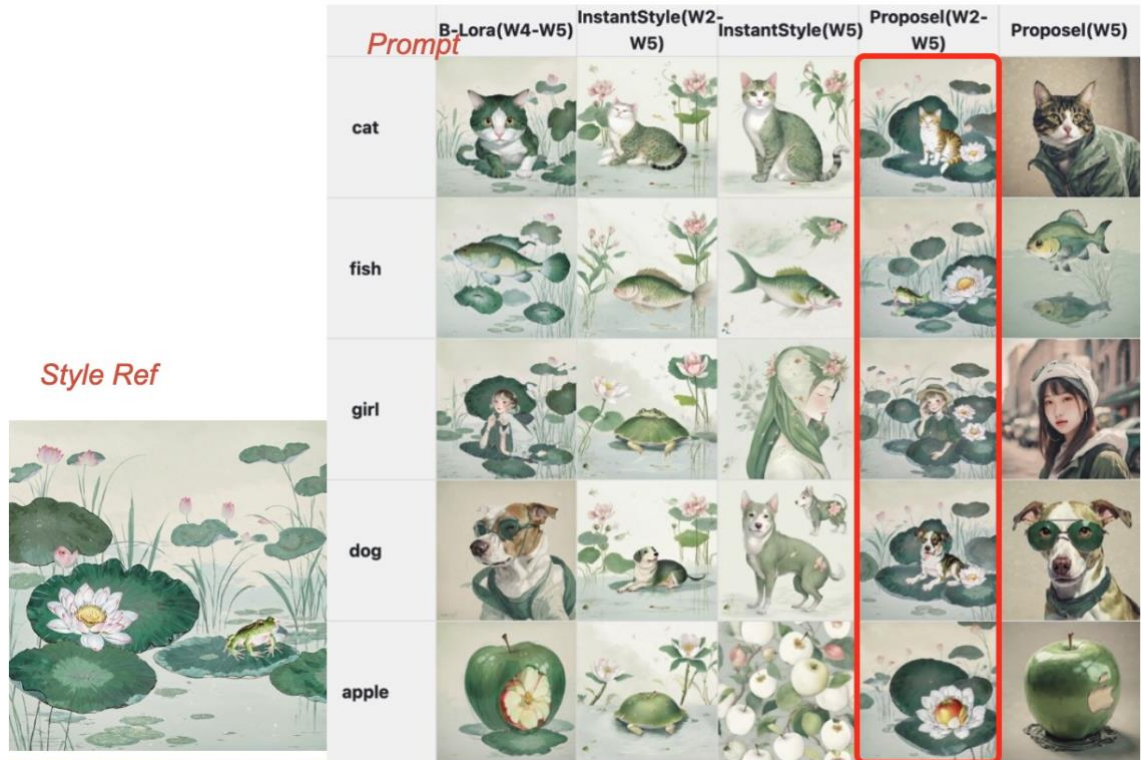 Prompt
B-Lora(W4-W5)
InstantStyle(W2-
W5)
InstantStyle(W5)
Proposel(W2-
W5)
Proposel(W5)
cat
fish
girl
dog
apple
Style Ref